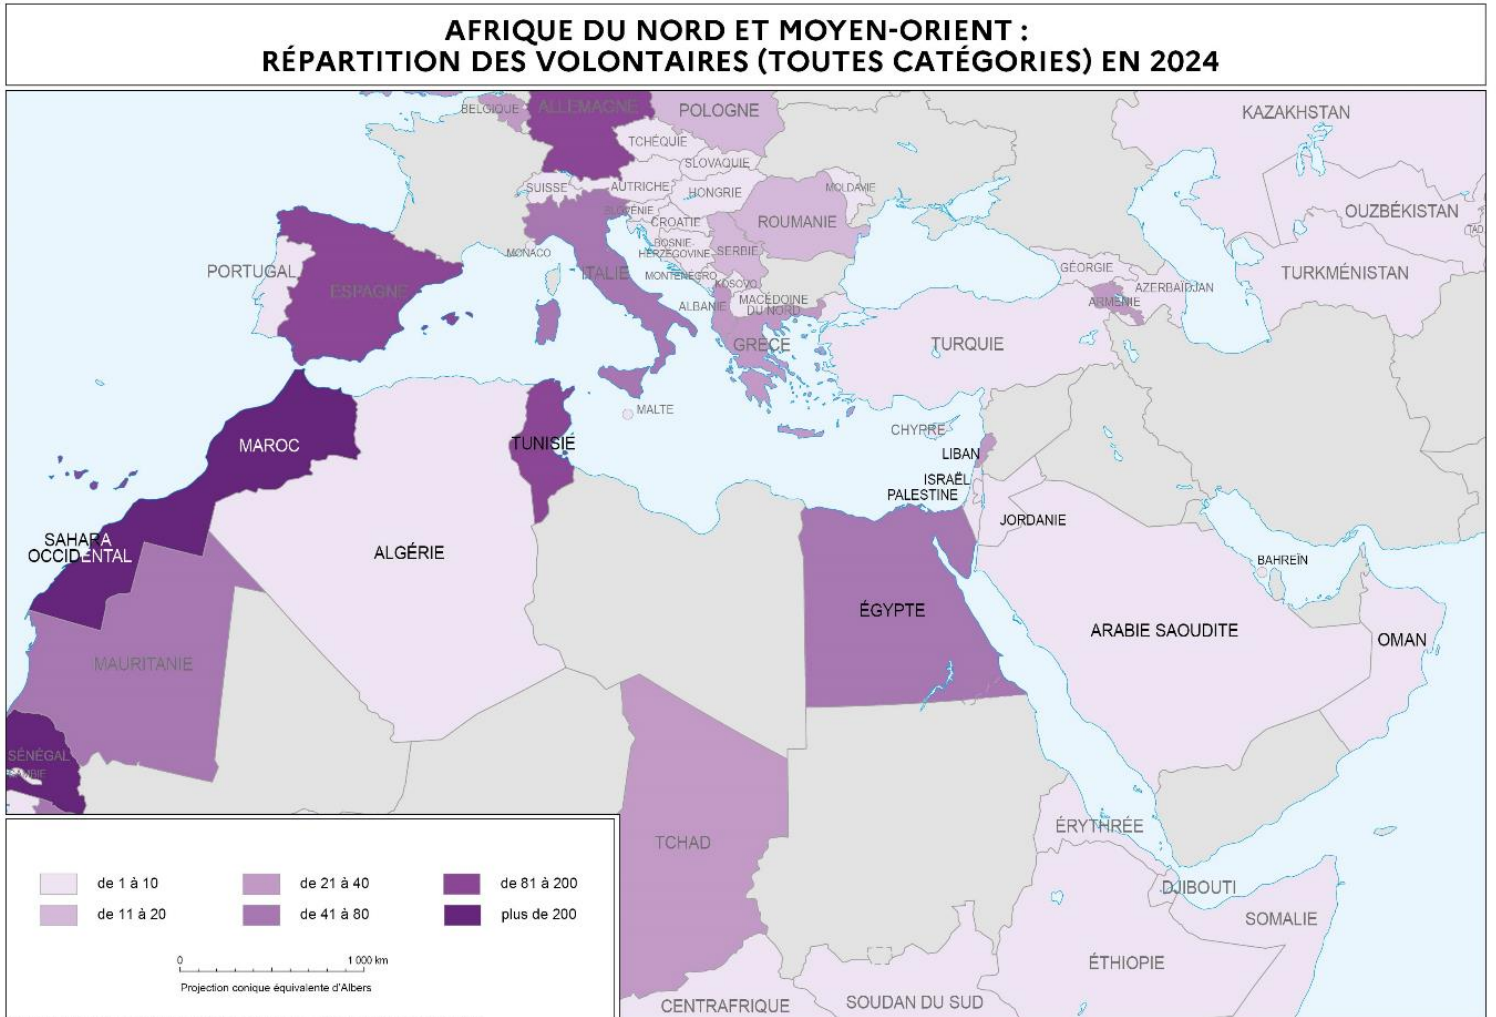 AFRIQUE DU NORD ET MOYEN-ORIENT :
RÉPARTITION DES VOLONTAIRES (TOUTES CATÉGORIES) EN 2024
BELGIQUE
ALLEMAGNE
POLOGNE
KAZAKHSTAN
TCHÉQUIE
SLOVAQUIE
SUISSE
AUTRICHE
HONGRIE
MOLDAVIE
SLOVÉNIE
CROATIE
ROUMANIE
OUZBÉKISTAN
TAD
BOSNIE-
HERZÉGOVINE
SERBIE
MONACO
PORTUGAL
ESPAGNE
ITALIE
MONTÉNÉGRO
KOSOVO
GÉORGIE
TURKMÉNISTAN
AZERBAÏDJAN
ARMÉNIE
ALBANIE
MACÉDOINE
DU NORD
GRÈCE
TURQUIE
MALTE
CHYPRE
MAROC
TUNISIE
LIBAN
ISRAËL
PALESTINE
JORDANIE
SAHARA
OCCIDENTAL
ALGÉRIE
BAHREÏN
ÉGYPTE
ARABIE SAOUDITE
OMAN
MAURITANIE
SÉNÉGAL
GAMBIE
TCHAD
ÉRYTHRÉE
DJIBOUTI
SOMALIE
ÉTHIOPIE
CENTRAFRIQUE
SOUDAN DU SUD
de 1 à 10
de 21 à 40
de 81 à 200
de 11 à 20
de 41 à 80
plus de 200
0
1 000 km
Projection conique équivalente d'Albers